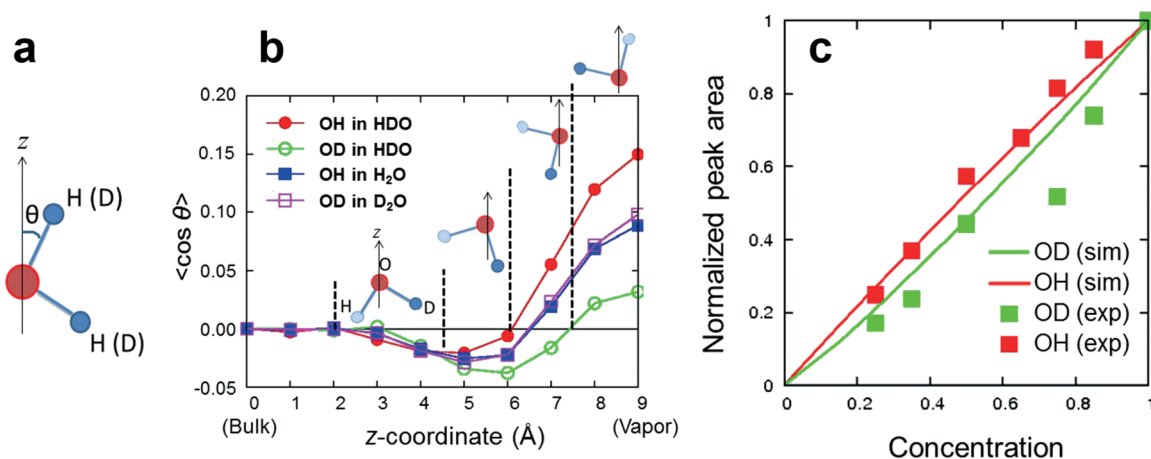 a
z
θ
H (D)
H (D)
b
OH in HDO
OD in HDO
OH in H₂O
OD in D₂O
z
O
H
D
<cos θ>
0.20
0.15
0.10
0.05
0.00
-0.05
0 1 2 3 4 5 6 7 8 9
(Bulk) (Vapor)
z-coordinate (Å)
c
Normalized peak area
1
0.8
0.6
0.4
0.2
0
OD (sim)
OH (sim)
OD (exp)
OH (exp)
0 0.2 0.4 0.6 0.8 1
Concentration